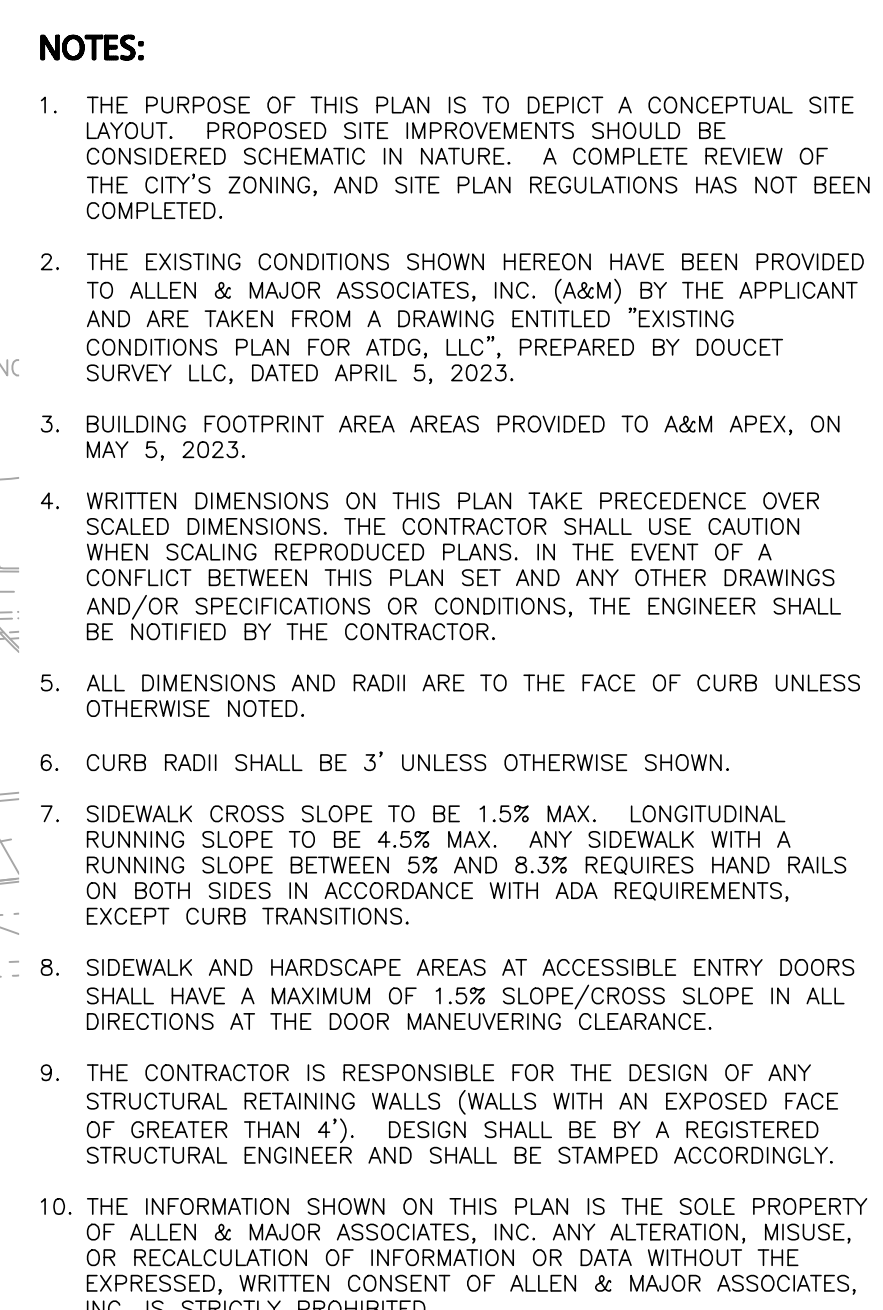 NOTES:
1. THE PURPOSE OF THIS PLAN IS TO DEPICT A CONCEPTUAL SITE
LAYOUT. PROPOSED SITE IMPROVEMENTS SHOULD BE
CONSIDERED SCHEMATIC IN NATURE. A COMPLETE REVIEW OF
THE CITY'S ZONING, AND SITE PLAN REGULATIONS HAS NOT BEEN
COMPLETED.
2. THE EXISTING CONDITIONS SHOWN HEREON HAVE BEEN PROVIDED
TO ALLEN & MAJOR ASSOCIATES, INC. (A&M) BY THE APPLICANT
AND ARE TAKEN FROM A DRAWING ENTITLED "EXISTING
CONDITIONS PLAN FOR ATDG, LLC", PREPARED BY DOUCET
SURVEY LLC, DATED APRIL 5, 2023.
3. BUILDING FOOTPRINT AREA AREAS PROVIDED TO A&M APEX, ON
MAY 5, 2023.
4. WRITTEN DIMENSIONS ON THIS PLAN TAKE PRECEDENCE OVER
SCALED DIMENSIONS. THE CONTRACTOR SHALL USE CAUTION
WHEN SCALING REPRODUCED PLANS. IN THE EVENT OF A
CONFLICT BETWEEN THIS PLAN SET AND ANY OTHER DRAWINGS
AND/OR SPECIFICATIONS OR CONDITIONS, THE ENGINEER SHALL
BE NOTIFIED BY THE CONTRACTOR.
5. ALL DIMENSIONS AND RADII ARE TO THE FACE OF CURB UNLESS
OTHERWISE NOTED.
6. CURB RADII SHALL BE 3' UNLESS OTHERWISE SHOWN.
7. SIDEWALK CROSS SLOPE TO BE 1.5% MAX. LONGITUDINAL
RUNNING SLOPE TO BE 4.5% MAX. ANY SIDEWALK WITH A
RUNNING SLOPE BETWEEN 5% AND 8.3% REQUIRES HAND RAILS
ON BOTH SIDES IN ACCORDANCE WITH ADA REQUIREMENTS,
EXCEPT CURB TRANSITIONS.
8. SIDEWALK AND HARDSCAPE AREAS AT ACCESSIBLE ENTRY DOORS
SHALL HAVE A MAXIMUM OF 1.5% SLOPE/CROSS SLOPE IN ALL
DIRECTIONS AT THE DOOR MANEUVERING CLEARANCE.
9. THE CONTRACTOR IS RESPONSIBLE FOR THE DESIGN OF ANY
STRUCTURAL RETAINING WALLS (WALLS WITH AN EXPOSED FACE
OF GREATER THAN 4'). DESIGN SHALL BE BY A REGISTERED
STRUCTURAL ENGINEER AND SHALL BE STAMPED ACCORDINGLY.
10. THE INFORMATION SHOWN ON THIS PLAN IS THE SOLE PROPERTY
OF ALLEN & MAJOR ASSOCIATES, INC. ANY ALTERATION, MISUSE,
OR RECALCULATION OF INFORMATION OR DATA WITHOUT THE
EXPRESSED, WRITTEN CONSENT OF ALLEN & MAJOR ASSOCIATES,
INC. IS STRICTLY PROHIBITED.